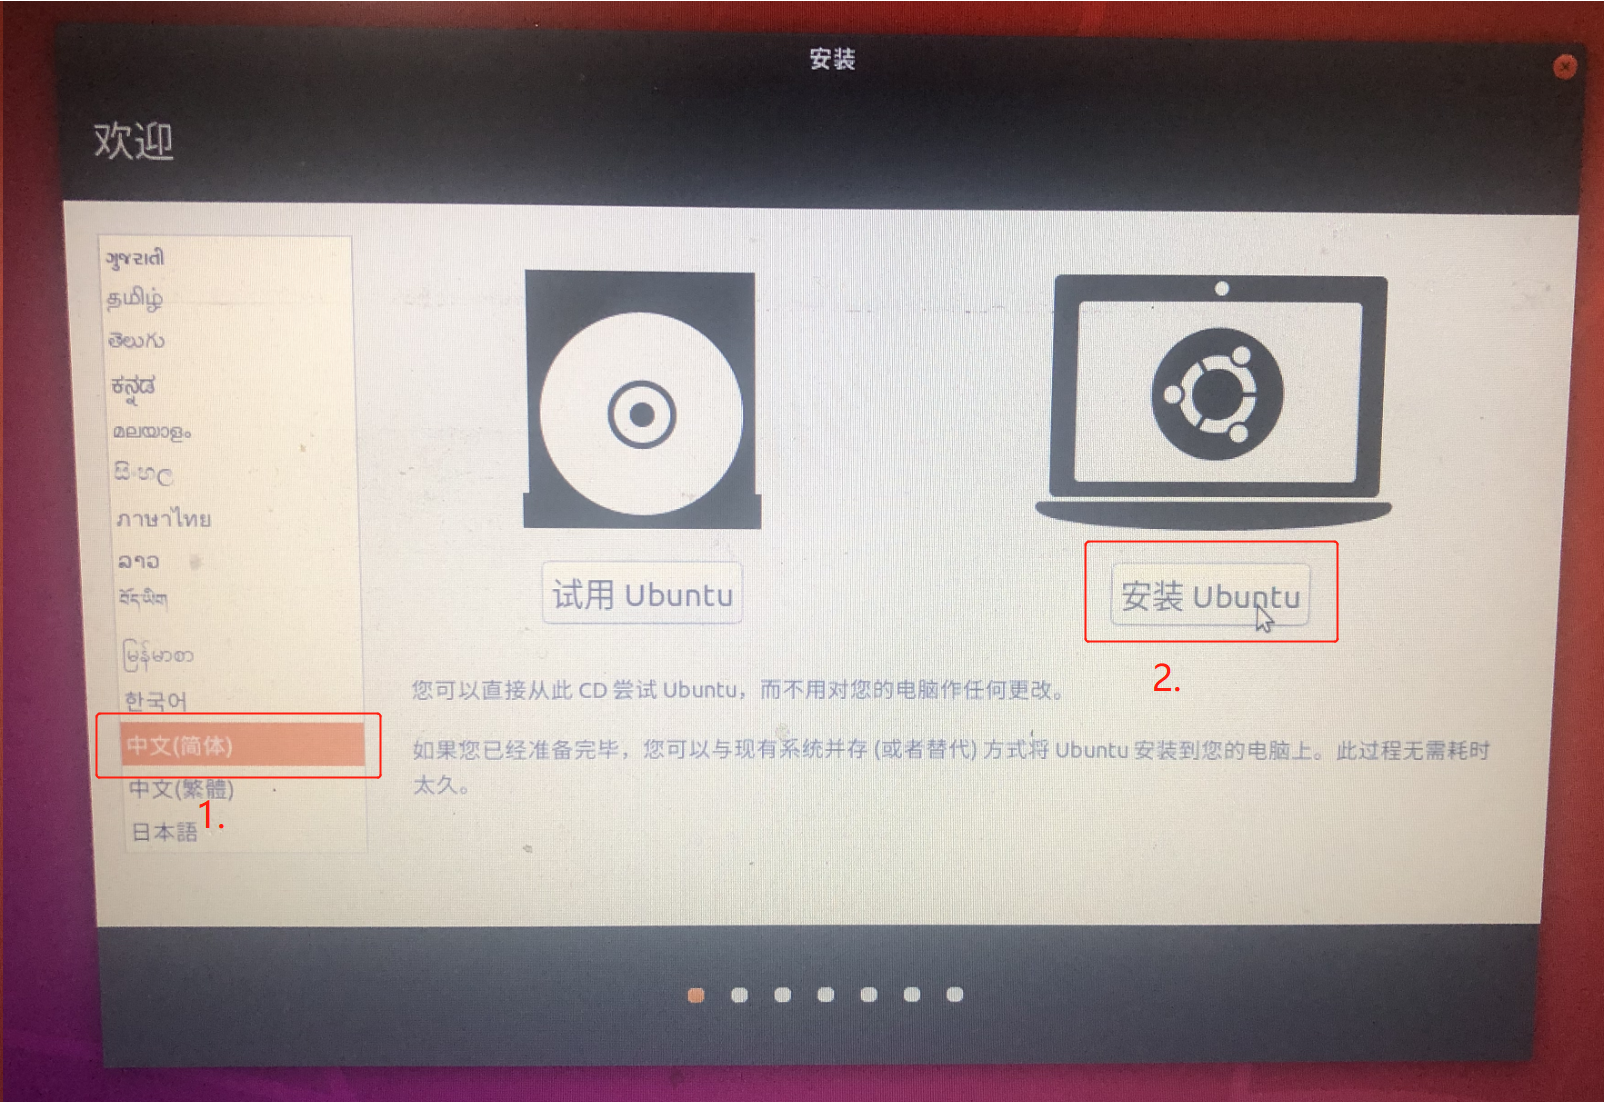 安装
欢迎
ગુજરાતી
தமிழ்
తెలుగు
ಕನ್ನಡ
മലയാളം
සිංහල
ภาษาไทย
ລາວ
བོད་ཡིག
မြန်မာစာ
한국어
中文(简体)
中文(繁體)
1.
日本語
试用 Ubuntu
安装 Ubuntu
2.
您可以直接从此 CD 尝试 Ubuntu，而不用对您的电脑作任何更改。
如果您已经准备完毕，您可以与现有系统并存 (或者替代) 方式将 Ubuntu 安装到您的电脑上。此过程无需耗时
太久。